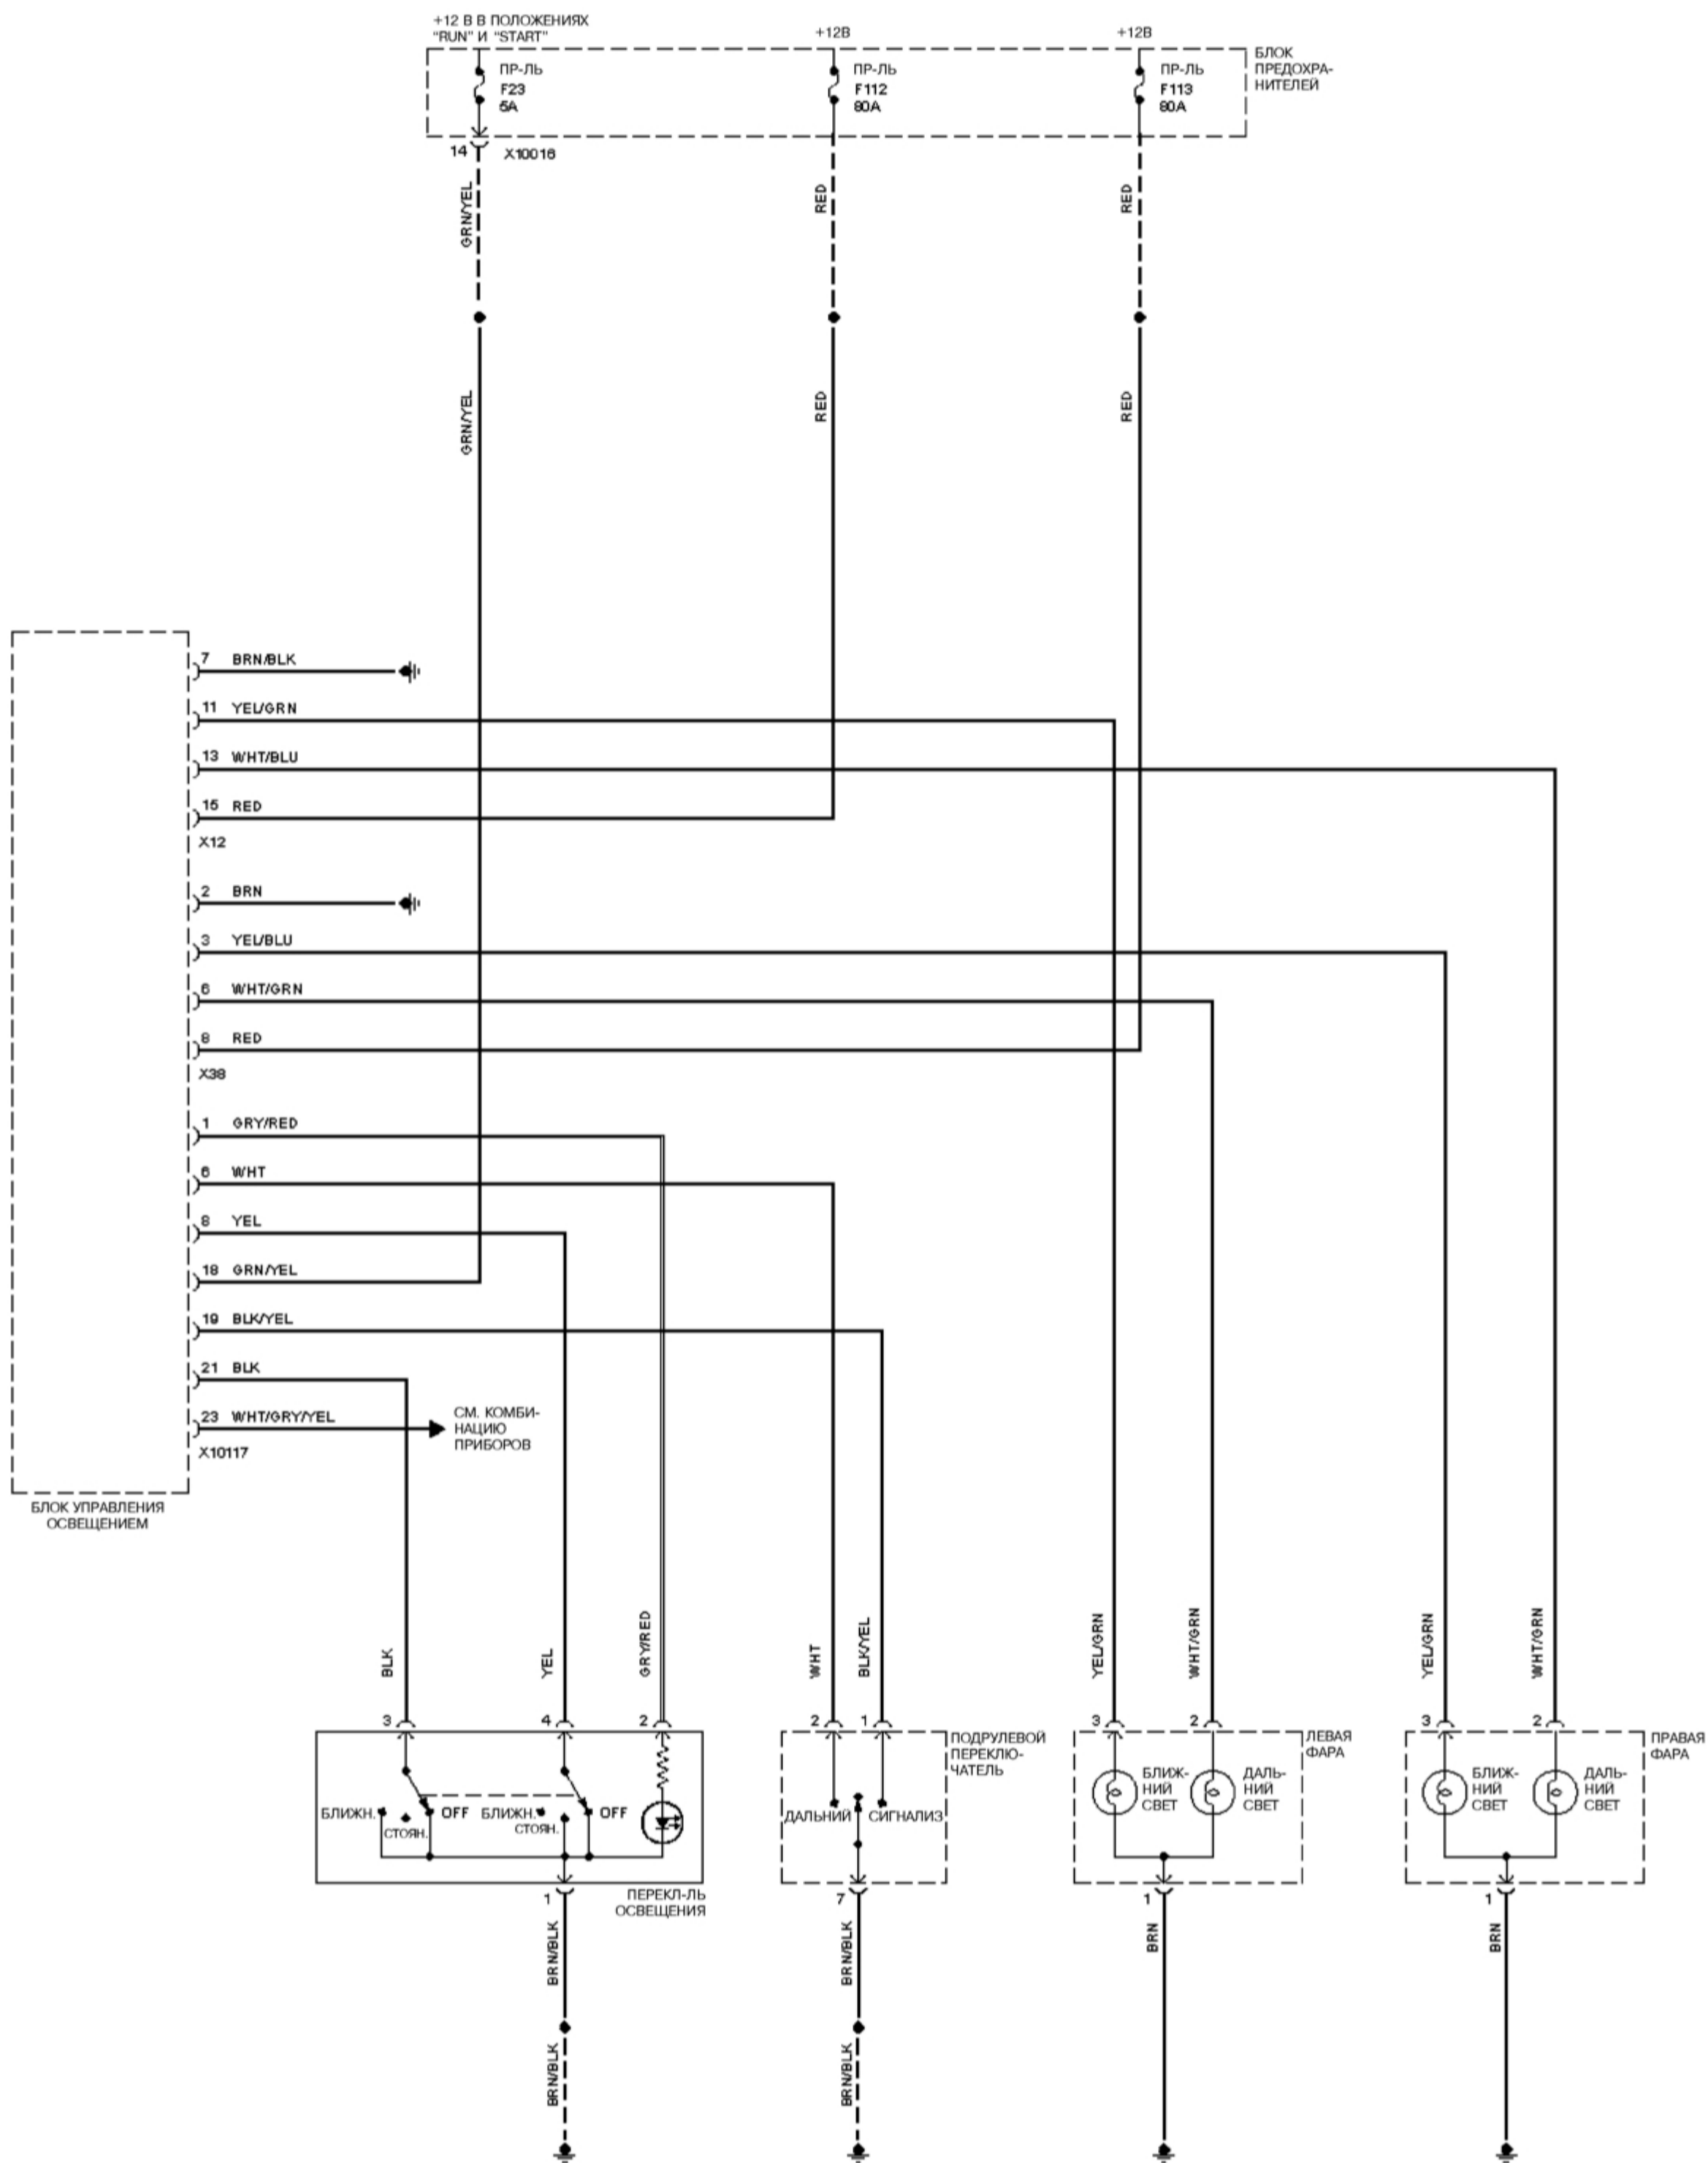 +12 В В ПОЛОЖЕНИЯХ
"RUN" И "START"
+12В
+12В
БЛОК
ПРЕДОХРА-
НИТЕЛЕЙ
ПР-ЛЬ
F23
5A
ПР-ЛЬ
F112
80A
ПР-ЛЬ
F113
80A
14
X10016
GRN/YEL
RED
RED
GRN/YEL
RED
RED
7 BRN/BLK
11 YEL/GRN
13 WHT/BLU
15 RED
X12
2 BRN
3 YEL/BLU
6 WHT/GRN
8 RED
X38
1 GRY/RED
6 WHT
8 YEL
18 GRN/YEL
19 BLK/YEL
21 BLK
23 WHT/GRY/YEL
X10117
СМ. КОМБИ-
НАЦИЮ
ПРИБОРОВ
БЛОК УПРАВЛЕНИЯ
ОСВЕЩЕНИЕМ
BLK
YEL
GRY/RED
WHT
BLK/YEL
YEL/GRN
WHT/GRN
YEL/GRN
WHT/GRN
3
4
2
2
1
3
2
3
2
БЛИЖН.
СТОЯН.
OFF
БЛИЖН.
СТОЯН.
OFF
ПОДРУЛЕВОЙ
ПЕРЕКЛЮ-
ЧАТЕЛЬ
ДАЛЬНИЙ
СИГНАЛИЗ
ЛЕВАЯ
ФАРА
БЛИЖ-
НИЙ
СВЕТ
ДАЛЬ-
НИЙ
СВЕТ
ПРАВАЯ
ФАРА
БЛИЖ-
НИЙ
СВЕТ
ДАЛЬ-
НИЙ
СВЕТ
1
ПЕРЕКЛ-ЛЬ
ОСВЕЩЕНИЯ
7
1
1
BRN/BLK
BRN/BLK
BRN
BRN
BRN/BLK
BRN/BLK